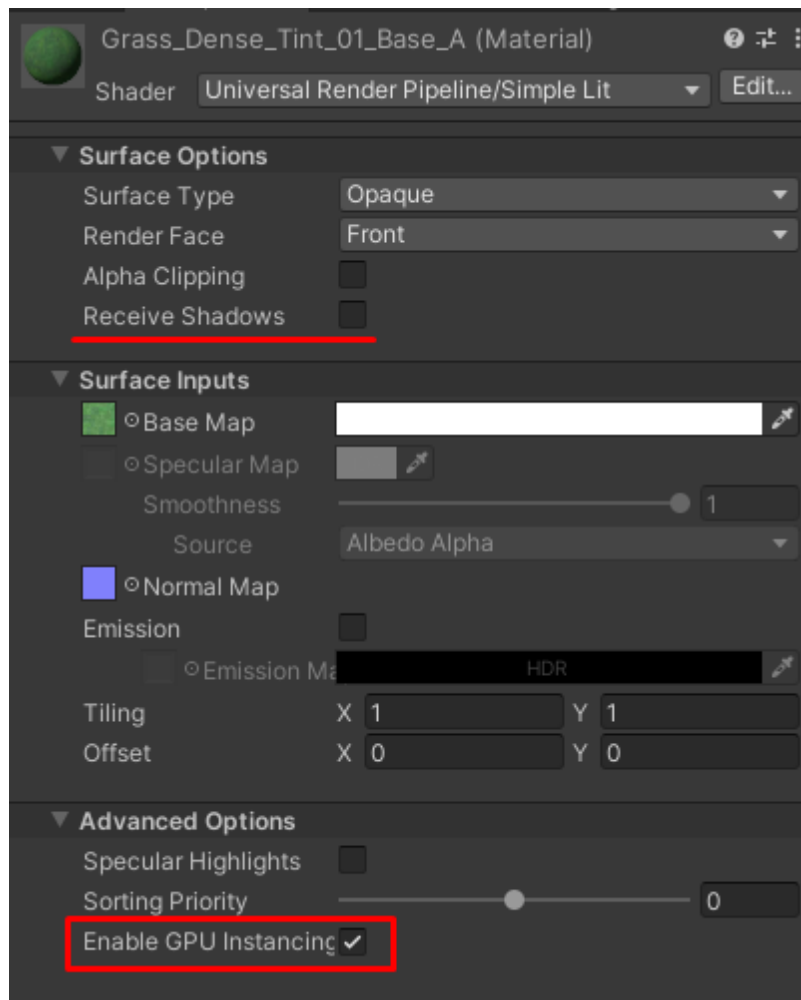 Grass_Dense_Tint_01_Base_A (Material)
Shader Universal Render Pipeline/Simple Lit Edit...
Surface Options
Surface Type Opaque
Render Face Front
Alpha Clipping
Receive Shadows
Surface Inputs
Base Map
Specular Map
Smoothness 1
Source Albedo Alpha
Normal Map
Emission
Emission Ma HDR
Tiling X 1 Y 1
Offset X 0 Y 0
Advanced Options
Specular Highlights
Sorting Priority 0
Enable GPU Instancing